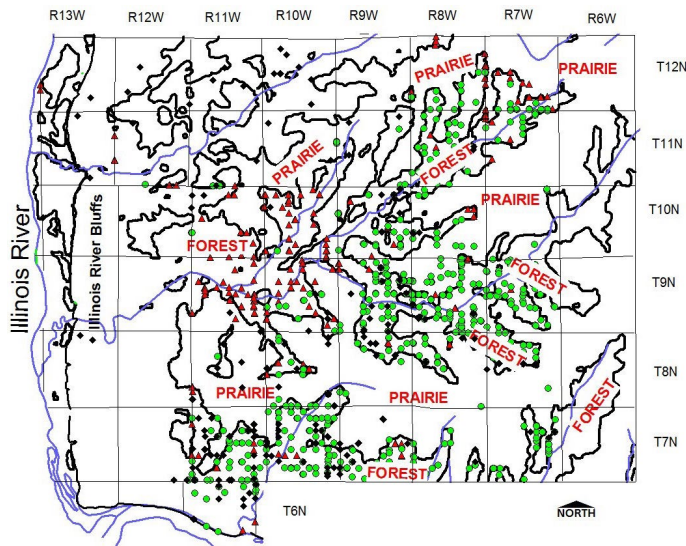 R13W R12W R11W R10W R9W R8W R7W R6W
T12N
PRAIRIE
PRAIRIE
T11N
PRAIRIE
FOREST
PRAIRIE
T10N
FOREST
Illinois River
Illinois River Bluffs
FOREST
T9N
FOREST
T8N
PRAIRIE
PRAIRIE
FOREST
T7N
FOREST
T6N
NORTH